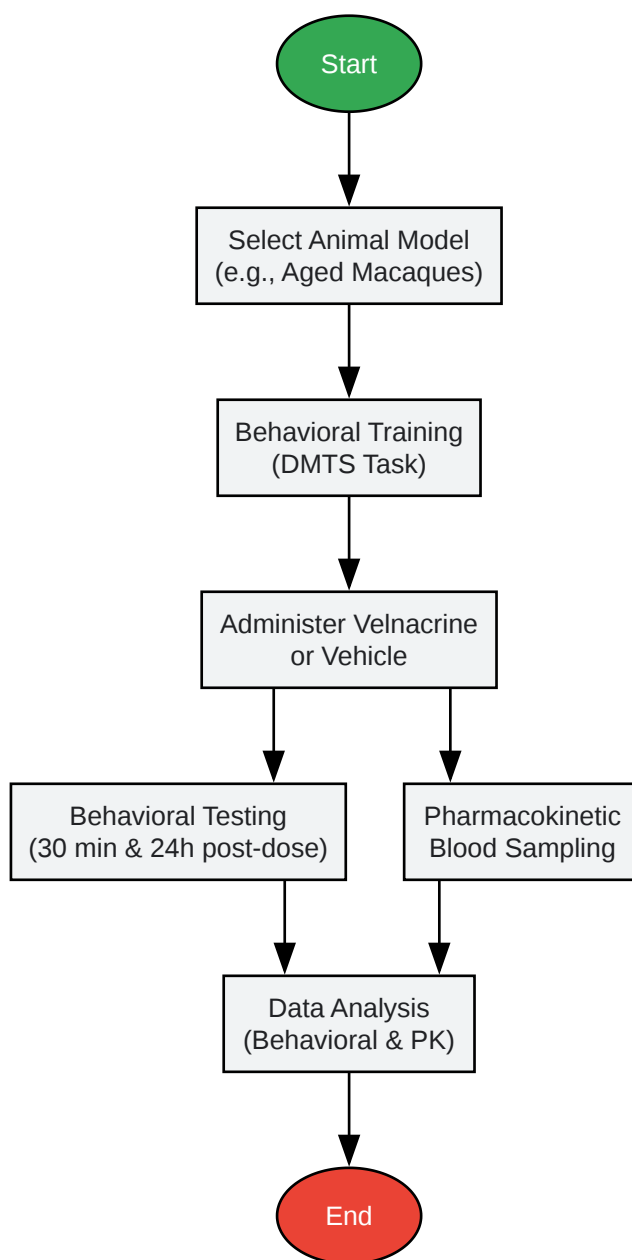 Start
Select Animal Model
(e.g., Aged Macaques)
Behavioral Training
(DMTS Task)
Administer Velnacrine
or Vehicle
Behavioral Testing
(30 min & 24h post-dose)
Pharmacokinetic
Blood Sampling
Data Analysis
(Behavioral & PK)
End